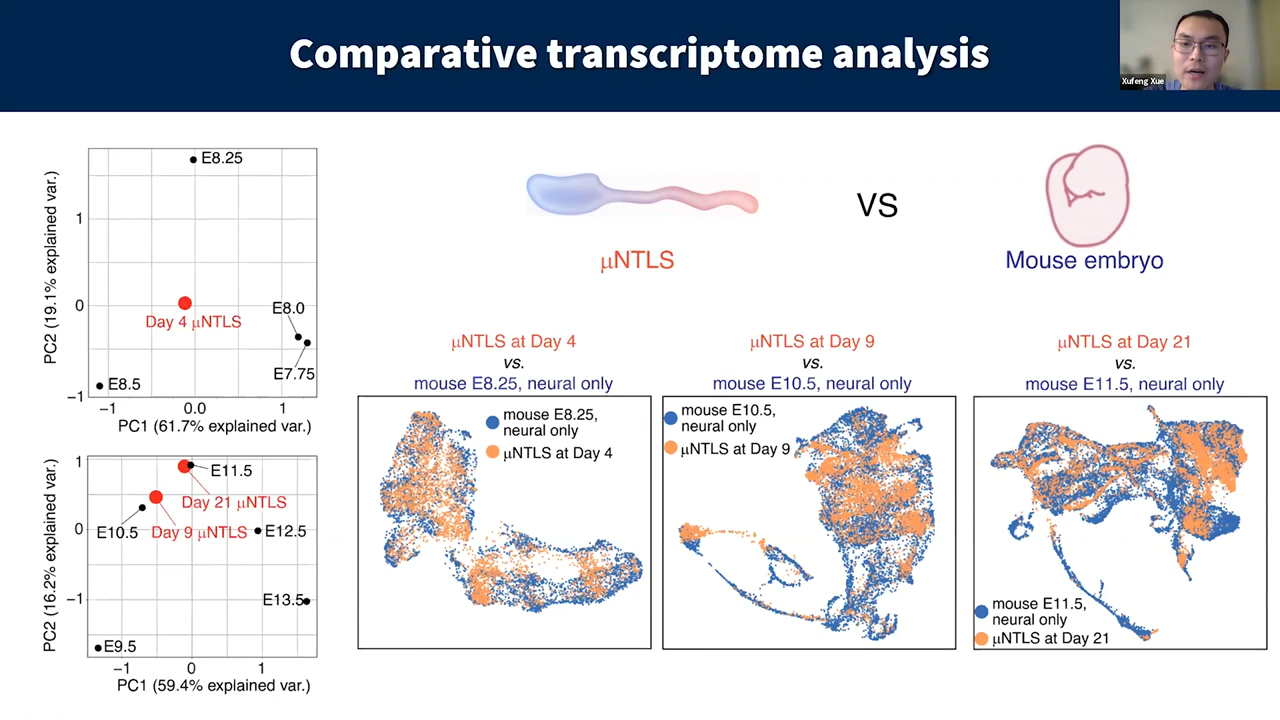 Comparative transcriptome analysis
Xufeng Xue
E8.25
1
0
−1
Day 4 μNTLS
E8.0
E7.75
E8.5
−1
0.0
1
PC1 (61.7% explained var.)
PC2 (19.1% explained var.)
1
0
−1
E11.5
Day 21 μNTLS
E10.5
Day 9 μNTLS
E12.5
E13.5
E9.5
−1
0
1
PC1 (59.4% explained var.)
PC2 (16.2% explained var.)
μNTLS
VS
Mouse embryo
μNTLS at Day 4
vs.
mouse E8.25, neural only
mouse E8.25,
neural only
μNTLS at Day 4
μNTLS at Day 9
vs.
mouse E10.5, neural only
mouse E10.5,
neural only
μNTLS at Day 9
μNTLS at Day 21
vs.
mouse E11.5, neural only
mouse E11.5,
neural only
μNTLS at Day 21